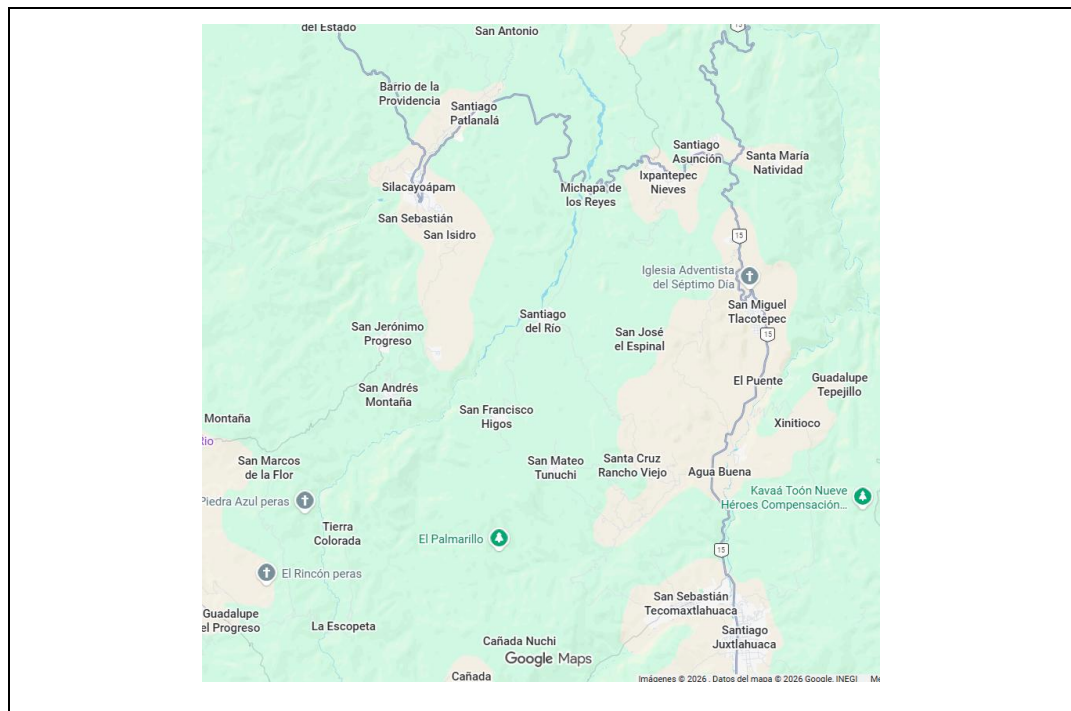 del Estado
San Antonio
15
Barrio de la
Providencia
Santiago
Patlanalá
Santiago
Asunción
Santa María
Natividad
Ixpantepec
Nieves
Silacayoápam
Michapa de
los Reyes
San Sebastián
San Isidro
15
Iglesia Adventista
del Séptimo Día
San Miguel
Tlacotepec
Santiago
del Río
San Jerónimo
Progreso
San José
el Espinal
15
El Puente
Guadalupe
Tepejillo
San Andrés
Montaña
San Francisco
Higos
Montaña
Xinitioco
Rio
San Marcos
de la Flor
San Mateo
Tunuchi
Santa Cruz
Rancho Viejo
Agua Buena
Piedra Azul peras
Kavaá Toón Nueve
Héroes Compensación...
Tierra
Colorada
El Palmarillo
15
El Rincón peras
San Sebastián
Tecomaxtlahuaca
Guadalupe
el Progreso
La Escopeta
Santiago
Juxtlahuaca
Cañada Nuchi
Google Maps
Cañada
Imágenes © 2026 , Datos del mapa © 2026 Google, INEGI